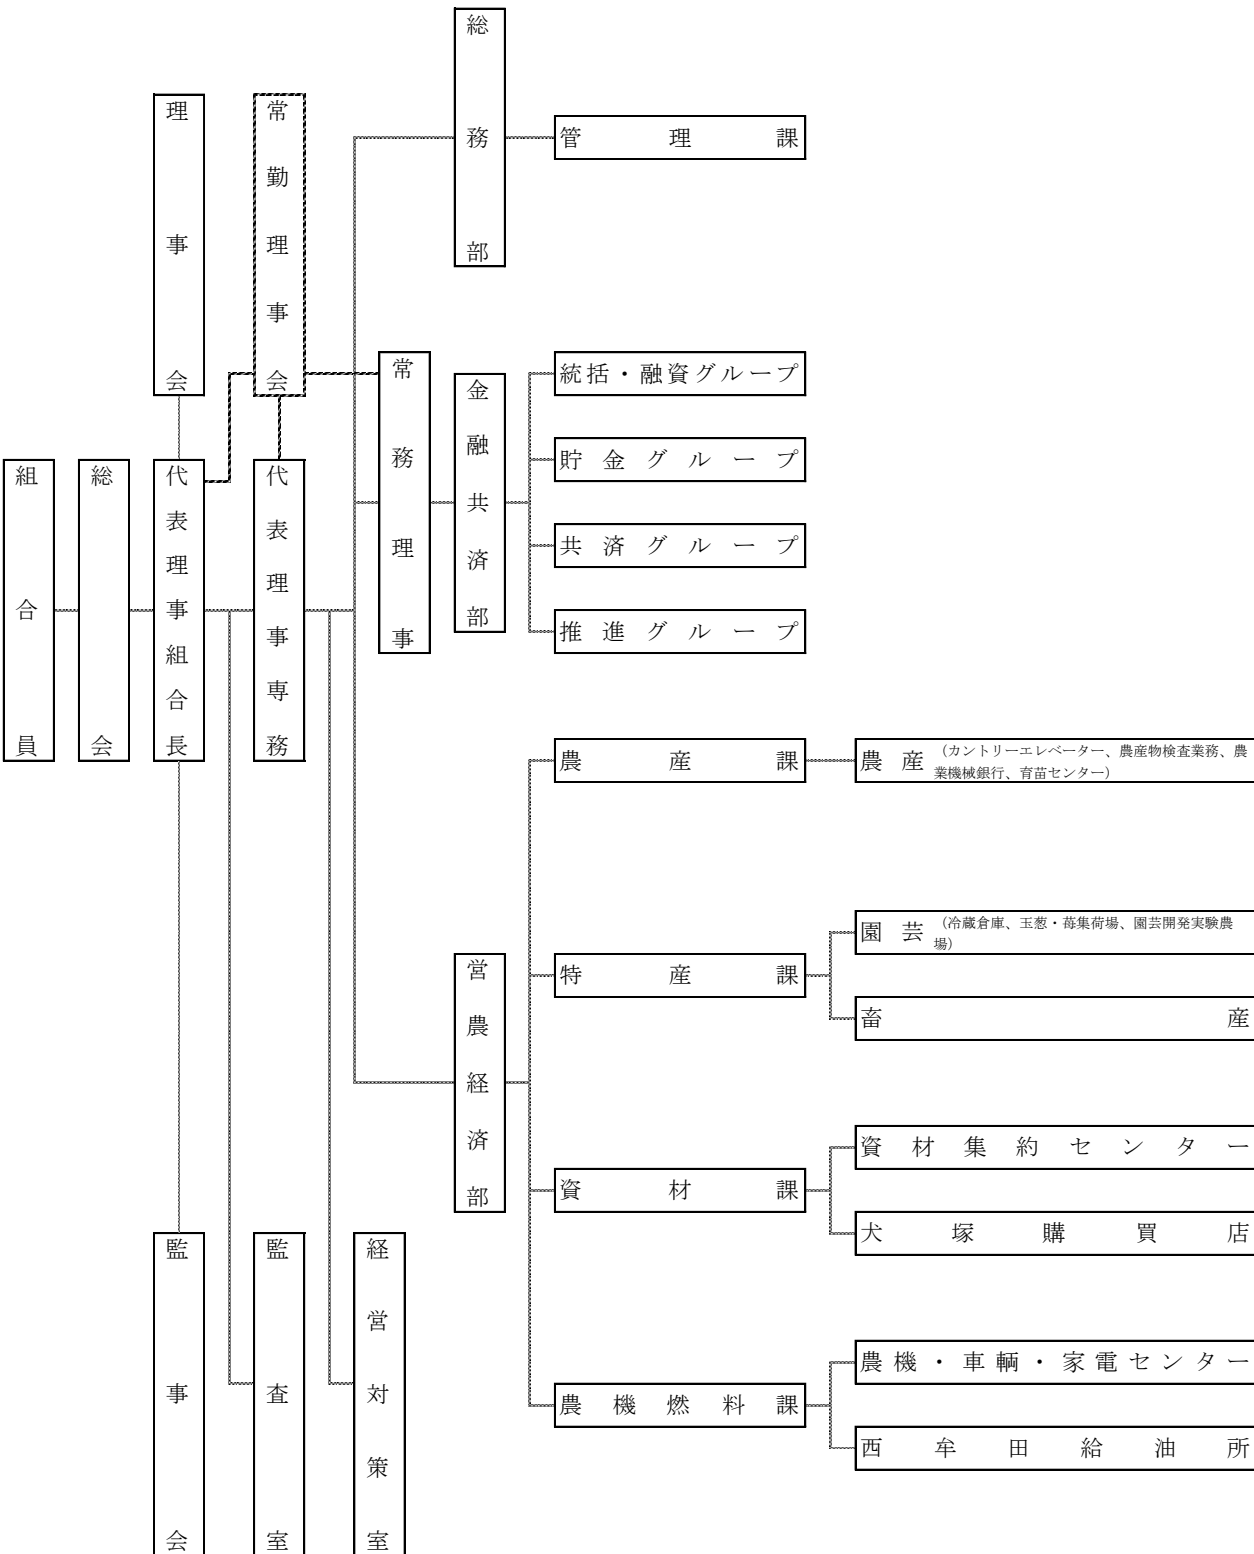 組合員
総会
理事会
代表理事組合長
監事会
常勤理事会
代表理事専務
監査室
経営対策室
常務理事
総務部
管理課
金融共済部
統括・融資グループ
貯金グループ
共済グループ
推進グループ
営農経済部
農産課
農産
（カントリーエレベーター、農産物検査業務、農
業機械銀行、育苗センター）
特産課
園芸
（冷蔵倉庫、玉葱・苺集荷場、園芸開発実験農
場）
畜産
資材課
資材集約センター
犬塚購買店
農機燃料課
農機・車輌・家電センター
西牟田給油所